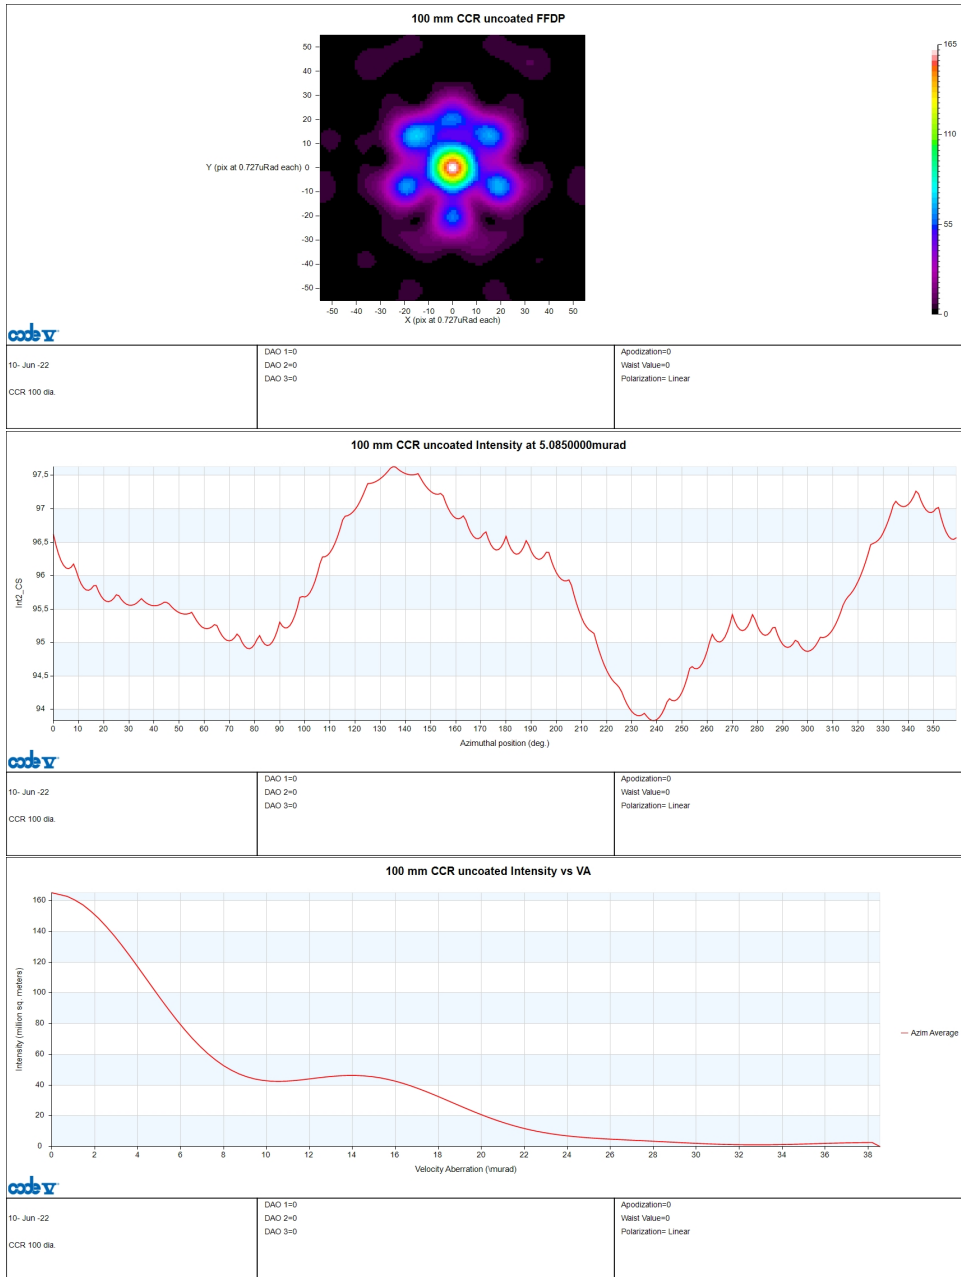 100 mm CCR uncoated FFDP
50
40
30
20
10
Y (pix at 0.727uRad each) 0
-10
-20
-30
-40
-50
-50 -40 -30 -20 -10 0 10 20 30 40 50
X (pix at 0.727uRad each)
165
110
55
0
code V
10- Jun -22
CCR 100 dia.
DAO 1=0
DAO 2=0
DAO 3=0
Apodization=0
Waist Value=0
Polarization= Linear
100 mm CCR uncoated Intensity at 5.0850000murad
97,5
97
96,5
96
95,5
95
94,5
94
Int2_CS
0 10 20 30 40 50 60 70 80 90 100 110 120 130 140 150 160 170 180 190 200 210 220 230 240 250 260 270 280 290 300 310 320 330 340 350
Azimuthal position (deg.)
code V
10- Jun -22
CCR 100 dia.
DAO 1=0
DAO 2=0
DAO 3=0
Apodization=0
Waist Value=0
Polarization= Linear
100 mm CCR uncoated Intensity vs VA
160
140
120
100
80
60
40
20
0
Intensity (million sq. meters)
0 2 4 6 8 10 12 14 16 18 20 22 24 26 28 30 32 34 36 38
Velocity Aberration (\murad)
Azim Average
code V
10- Jun -22
CCR 100 dia.
DAO 1=0
DAO 2=0
DAO 3=0
Apodization=0
Waist Value=0
Polarization= Linear